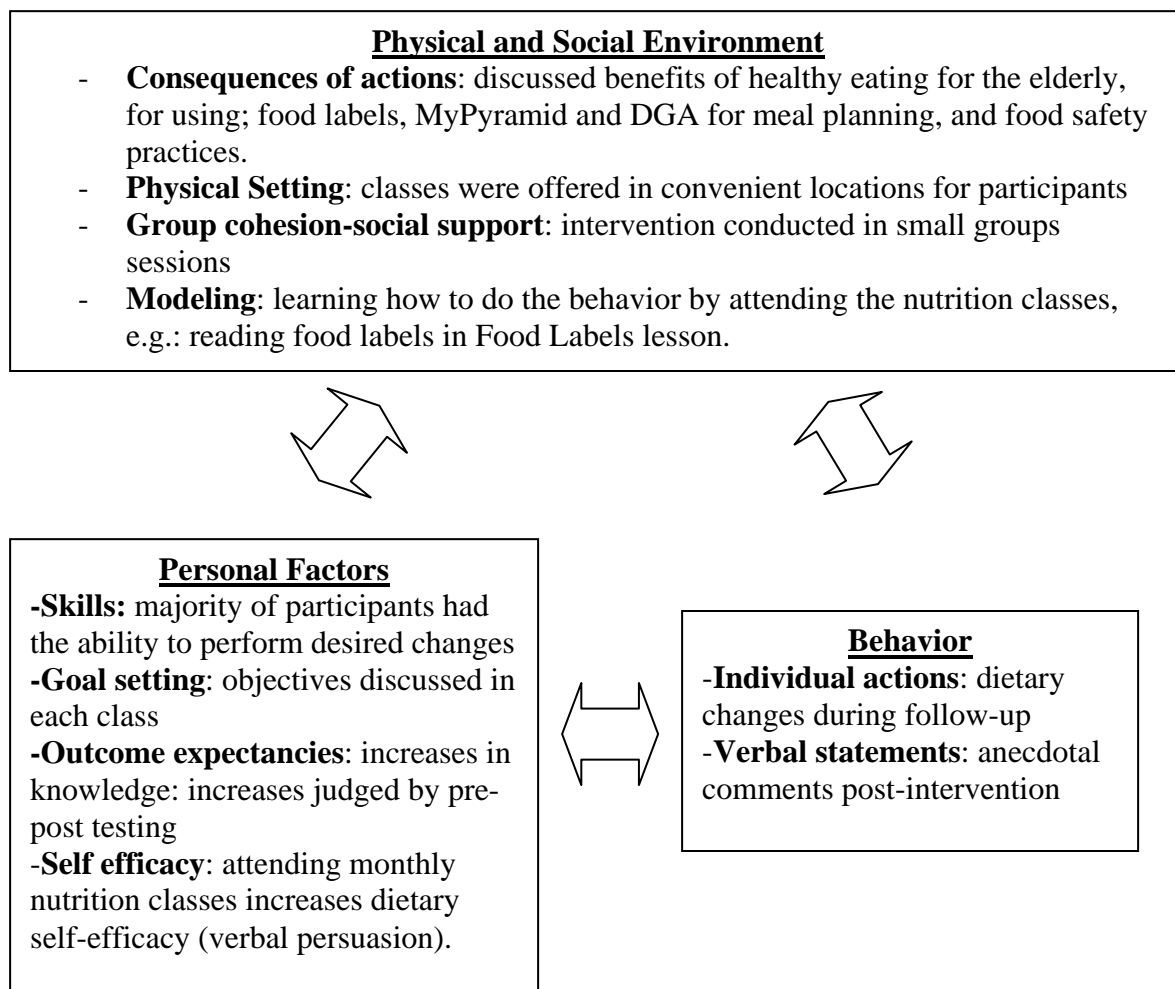 Physical and Social Environment
- Consequences of actions: discussed benefits of healthy eating for the elderly,
for using; food labels, MyPyramid and DGA for meal planning, and food safety
practices.
- Physical Setting: classes were offered in convenient locations for participants
- Group cohesion-social support: intervention conducted in small groups
sessions
- Modeling: learning how to do the behavior by attending the nutrition classes,
e.g.: reading food labels in Food Labels lesson.
Personal Factors
-Skills: majority of participants had
the ability to perform desired changes
-Goal setting: objectives discussed in
each class
-Outcome expectancies: increases in
knowledge: increases judged by pre-
post testing
-Self efficacy: attending monthly
nutrition classes increases dietary
self-efficacy (verbal persuasion).
Behavior
-Individual actions: dietary
changes during follow-up
-Verbal statements: anecdotal
comments post-intervention